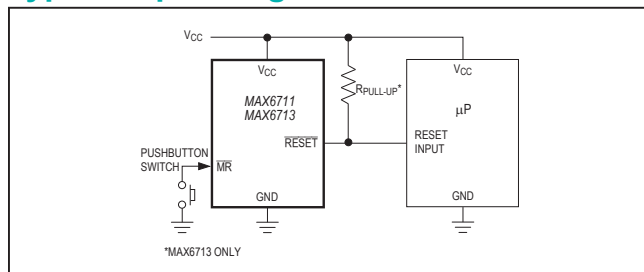 VCC
VCC
MAX6711
MAX6713
RESET
MR
GND
PUSHBUTTON
SWITCH
RPULL-UP*
VCC
μP
RESET
INPUT
GND
*MAX6713 ONLY